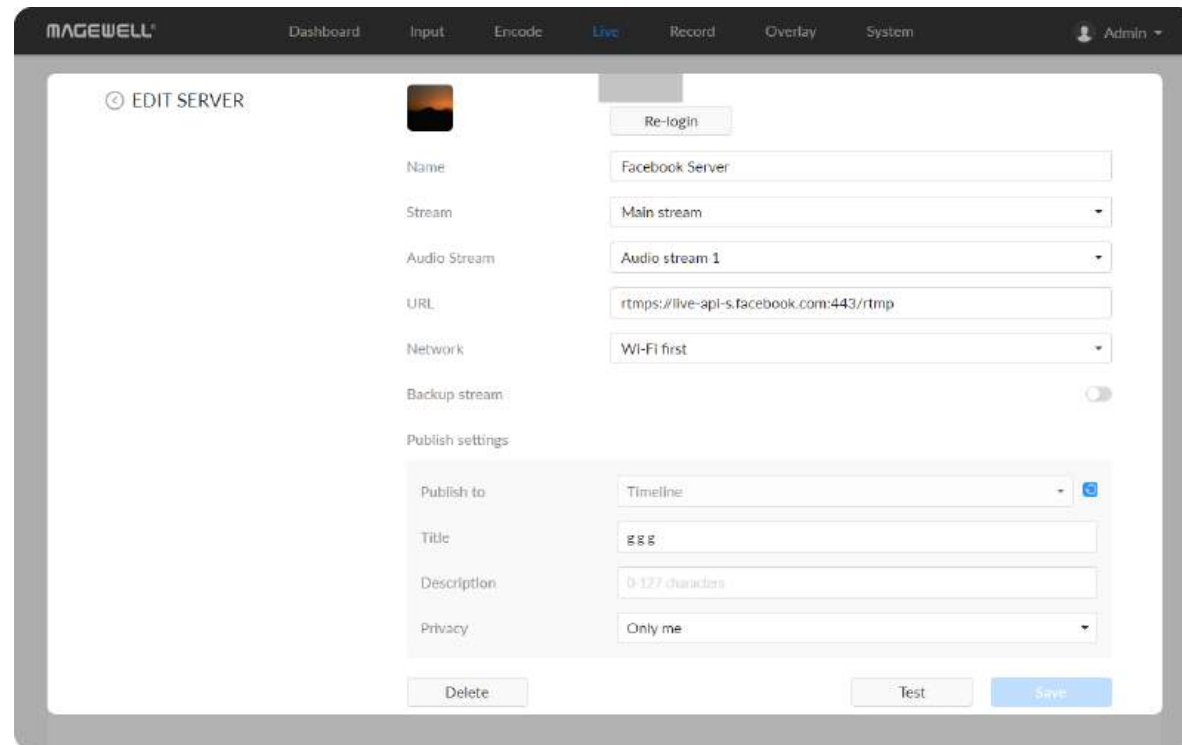 MAGEWELL®
Dashboard Input Encode Live Record Overlay System Admin
EDIT SERVER
Re-login
Name Facebook Server
Stream Main stream
Audio Stream Audio stream 1
URL rtmps://live-api-s.facebook.com:443/rtmp
Network Wi-Fi first
Backup stream
Publish settings
Publish to Timeline
Title ggg
Description 0-127 characters
Privacy Only me
Delete Test Save